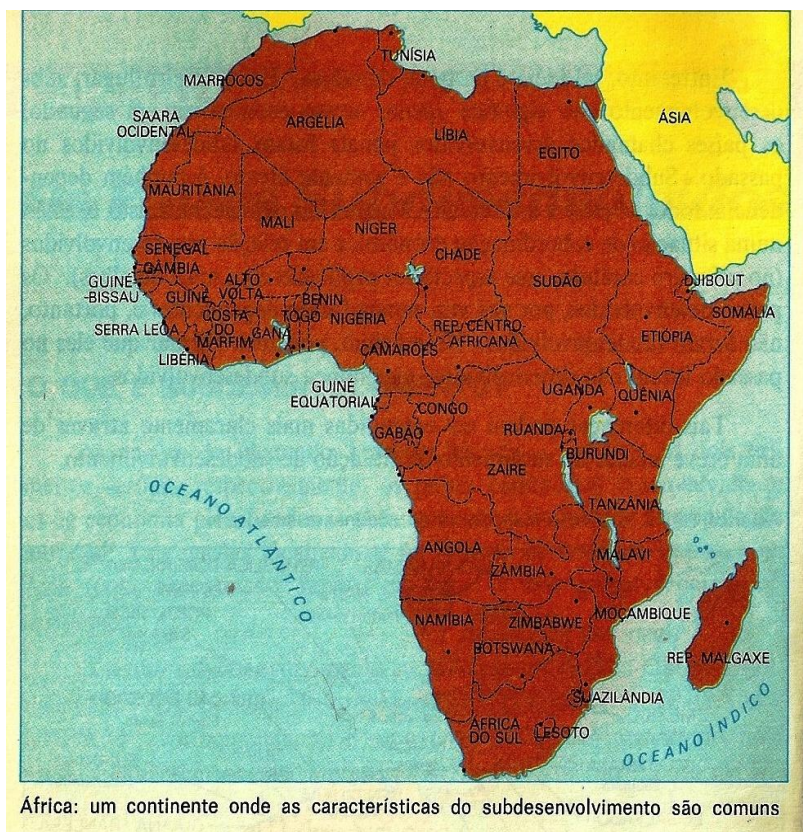 TUNÍSIA
MARROCOS
SAARA
OCIDENTAL
ARGÉLIA
LÍBIA
EGITO
ÁSIA
MAURITÂNIA
MALI
NÍGER
CHADE
SUDÃO
SENEGAL
GÂMBIA
GUINÉ
-BISSAU
GUINÉ
ALTO
VOLTA
BENIN
TOGO
NIGÉRIA
DJIBOUT
SOMÁLIA
SERRA LEOA
COSTA
DO
MARFIM
GANA
LIBÉRIA
CAMARÕES
REP. CENTRO
AFRICANA
ETIÓPIA
GUINÉ
EQUATORIAL
UGANDA
QUÊNIA
CONGO
GABÃO
RUANDA
BURUNDI
ZAIRE
TANZÂNIA
OCEANO ATLÂNTICO
ANGOLA
MALAVI
ZÂMBIA
MOÇAMBIQUE
NAMÍBIA
ZIMBABWE
BOTSWANA
REP. MALGAXE
SUAZILÂNDIA
ÁFRICA
DO SUL
LESOTO
OCEANO ÍNDICO
África: um continente onde as características do subdesenvolvimento são comuns